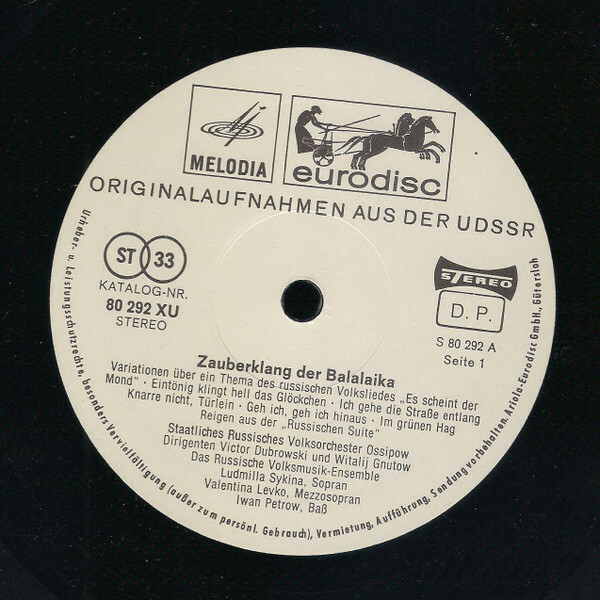 MELODIA
eurodisc
ORIGINALAUFNAHMEN AUS DER UDSSR
ST 33
KATALOG-NR.
80 292 XU
STEREO
STEREO
D. P.
S 80 292 A
Seite 1
Zauberklang der Balalaika
Variationen über ein Thema des russischen Volksliedes „Es scheint der
Mond" · Eintönig klingt hell das Glöckchen · Ich gehe die Straße entlang
Knarre nicht, Türlein · Geh ich, geh ich hinaus · Im grünen Hag
Reigen aus der „Russischen Suite"
Staatliches Russisches Volksorchester Ossipow
Dirigenten Victor Dubrowski und Witalij Gnutow
Das Russische Volksmusik-Ensemble
Ludmilla Sykina, Sopran
Valentina Levko, Mezzosopran
Iwan Petrow, Baß
Urheber- u. Leistungsschutzrechte, besonders Vervielfältigung (außer zum persönl. Gebrauch), Vermietung, Aufführung, Sendung vorbehalten. Ariola-Eurodisc GmbH., Gütersloh